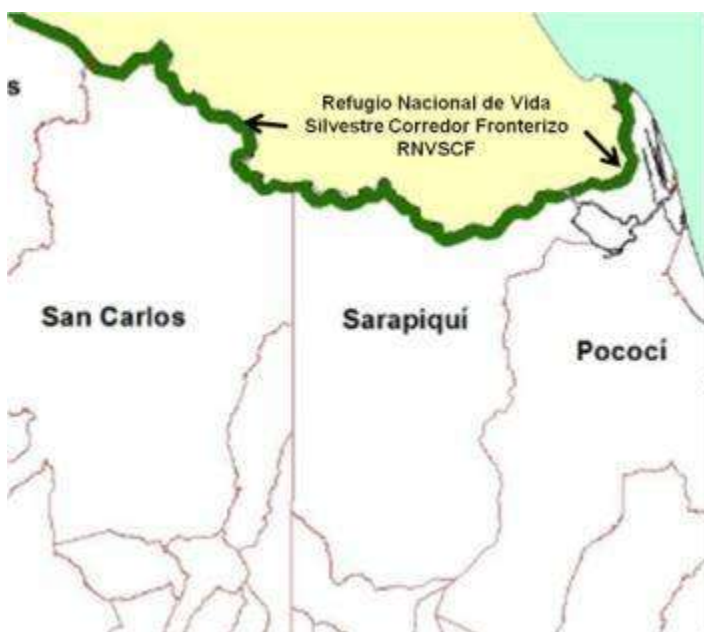 s
Refugio Nacional de Vida
Silvestre Corredor Fronterizo
RNVSCF
San Carlos
Sarapiquí
Pococí